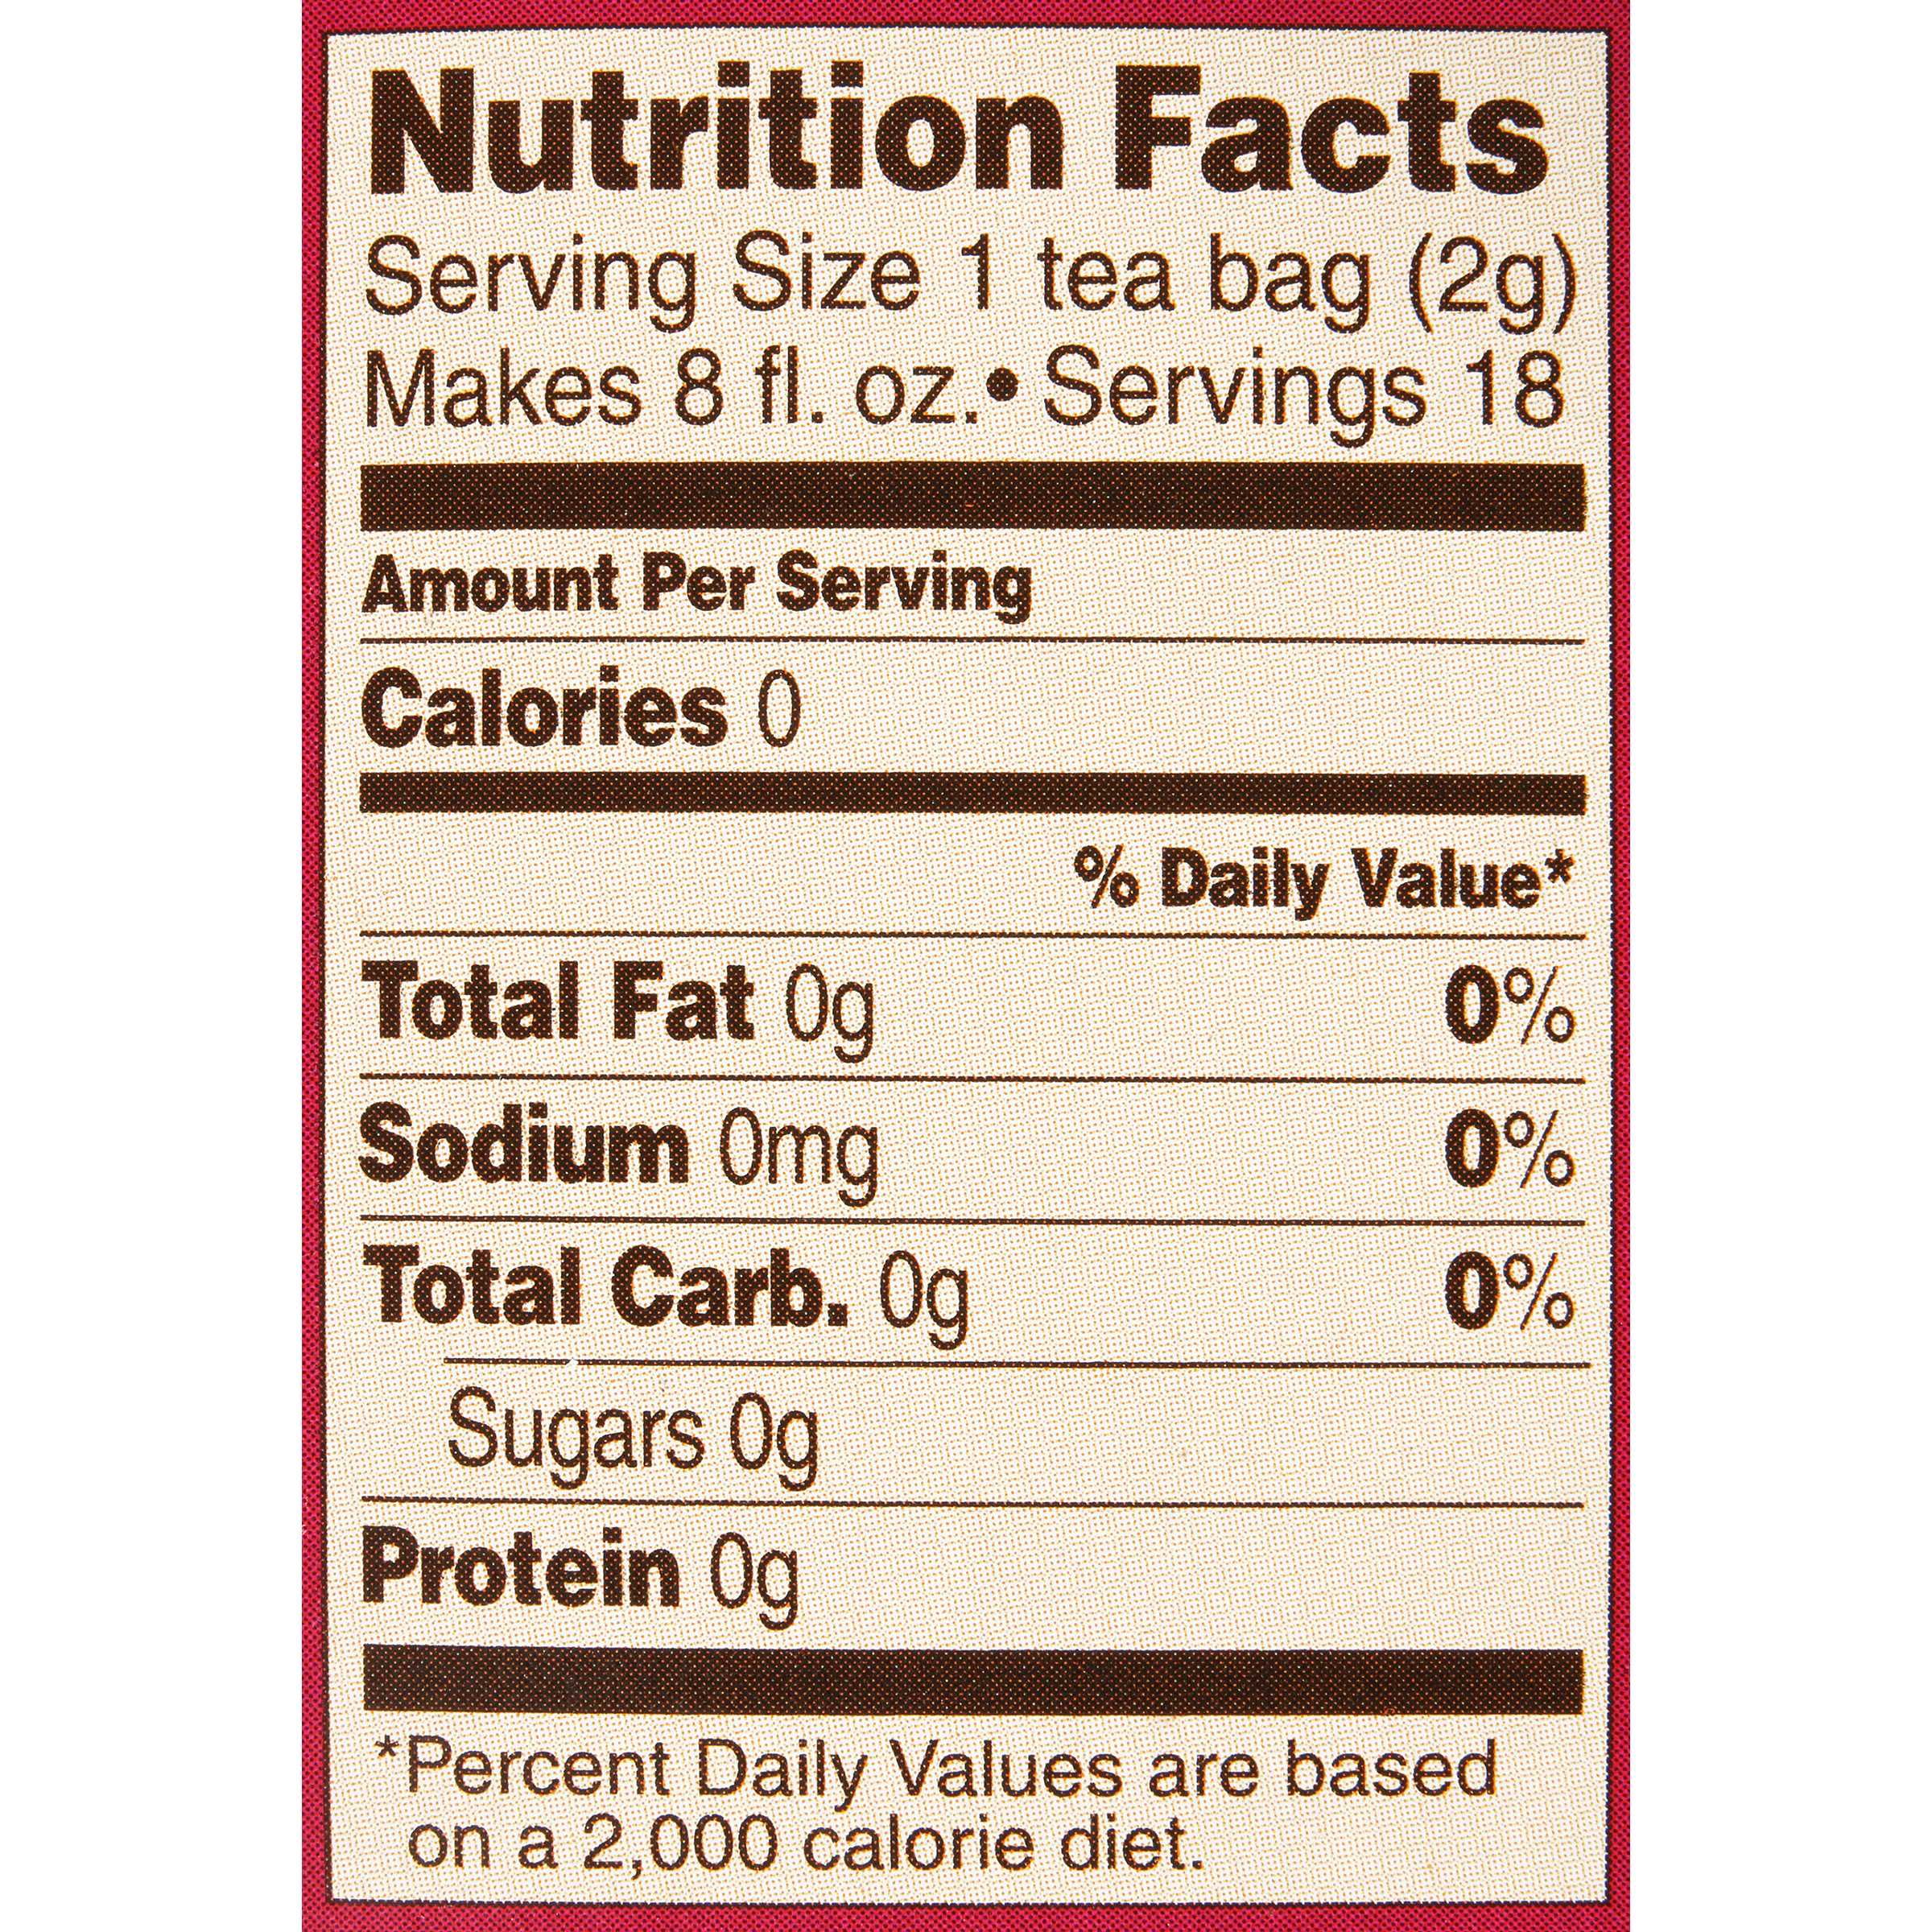 Nutrition Facts
Serving Size 1 tea bag (2g)
Makes 8 fl. oz.• Servings 18
Amount Per Serving
Calories 0
% Daily Value*
Total Fat 0g 0%
Sodium 0mg 0%
Total Carb. 0g 0%
Sugars 0g
Protein 0g
*Percent Daily Values are based
on a 2,000 calorie diet.